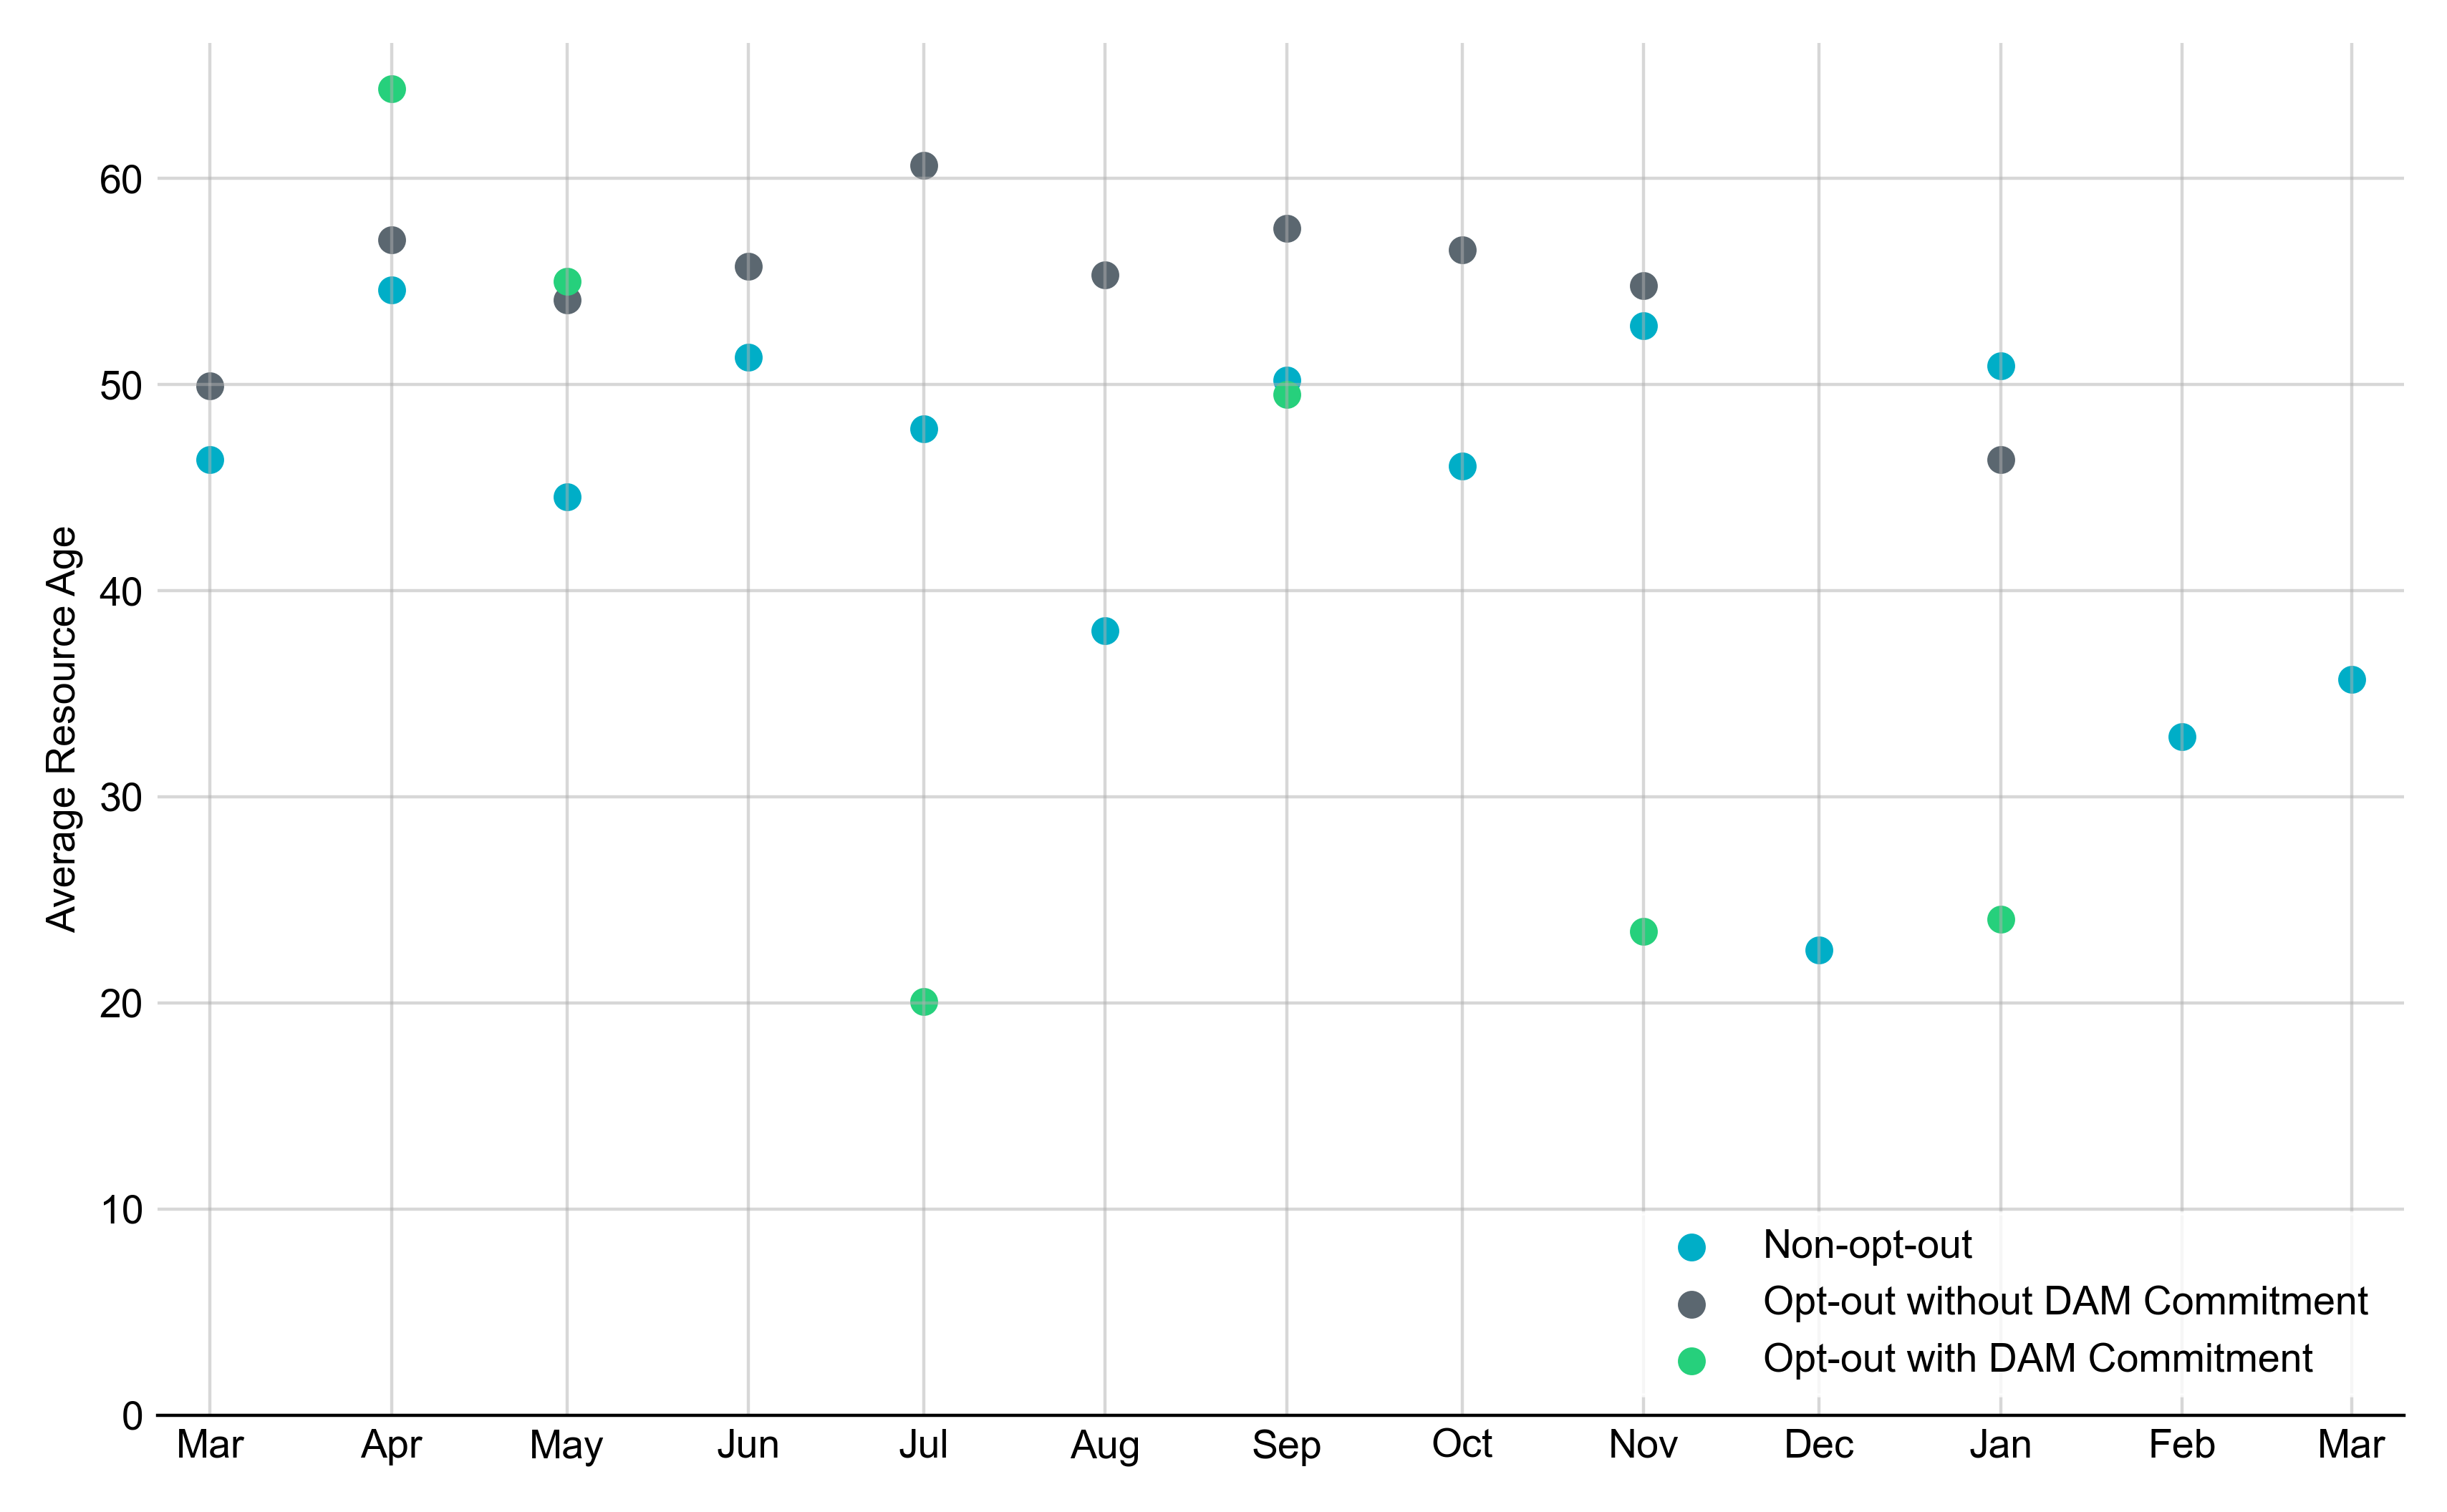 Average Resource Age
60
50
40
30
20
10
0
Mar Apr May Jun Jul Aug Sep Oct Nov Dec Jan Feb Mar
Non-opt-out
Opt-out without DAM Commitment
Opt-out with DAM Commitment